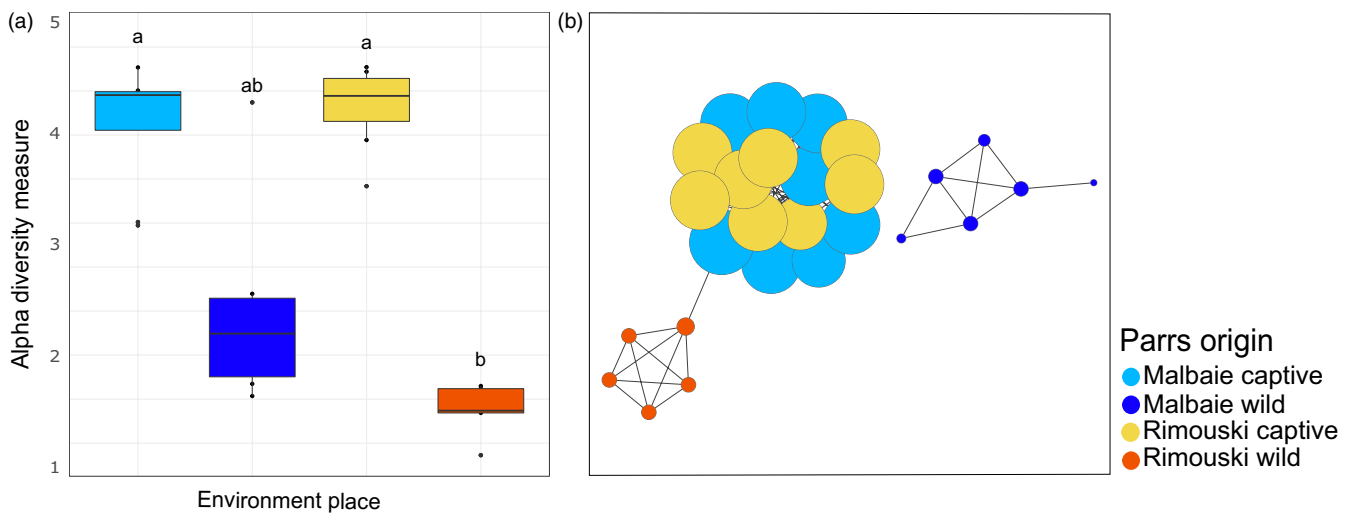 (a)
5
4
3
2
1
Alpha diversity measure
a
ab
a
b
Environment place
(b)
Parrs origin
Malbaie captive
Malbaie wild
Rimouski captive
Rimouski wild